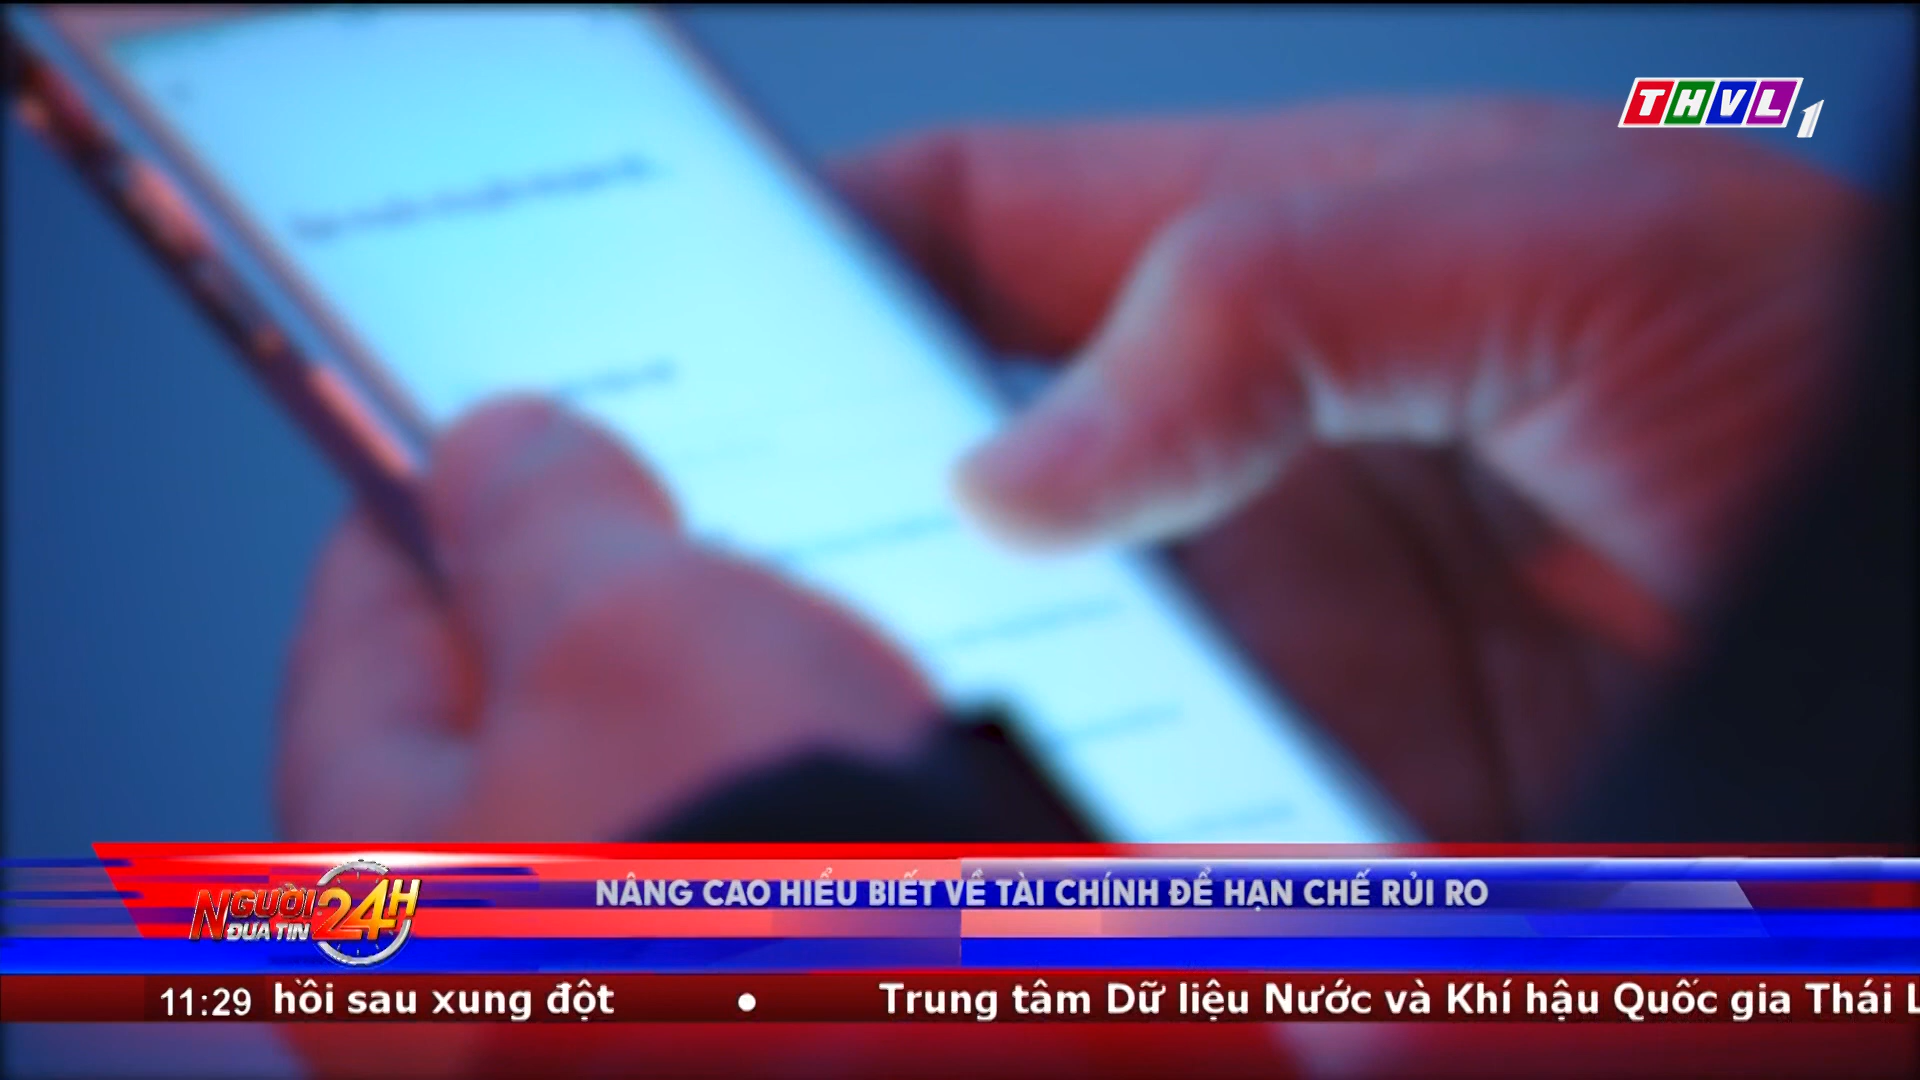 THVL1
NÂNG CAO HIỂU BIẾT VỀ TÀI CHÍNH ĐỂ HẠN CHẾ RỦI RO
NGƯỜI ĐƯA TIN 24H
11:29 hồi sau xung đột • Trung tâm Dữ liệu Nước và Khí hậu Quốc gia Thái L